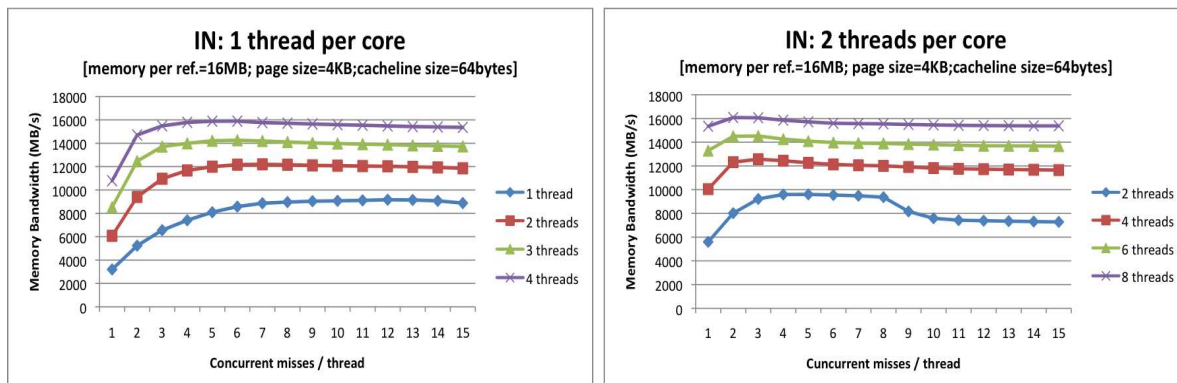 IN: 1 thread per core
[memory per ref.=16MB; page size=4KB;cacheline size=64bytes]
Memory Bandwidth (MB/s)
18000
16000
14000
12000
10000
8000
6000
4000
2000
0
1 2 3 4 5 6 7 8 9 10 11 12 13 14 15
Concurrent misses / thread
1 thread
2 threads
3 threads
4 threads
IN: 2 threads per core
[memory per ref.=16MB; page size=4KB;cacheline size=64bytes]
Memory Bandwidth (MB/s)
18000
16000
14000
12000
10000
8000
6000
4000
2000
0
1 2 3 4 5 6 7 8 9 10 11 12 13 14 15
Cuncurrent misses / thread
2 threads
4 threads
6 threads
8 threads